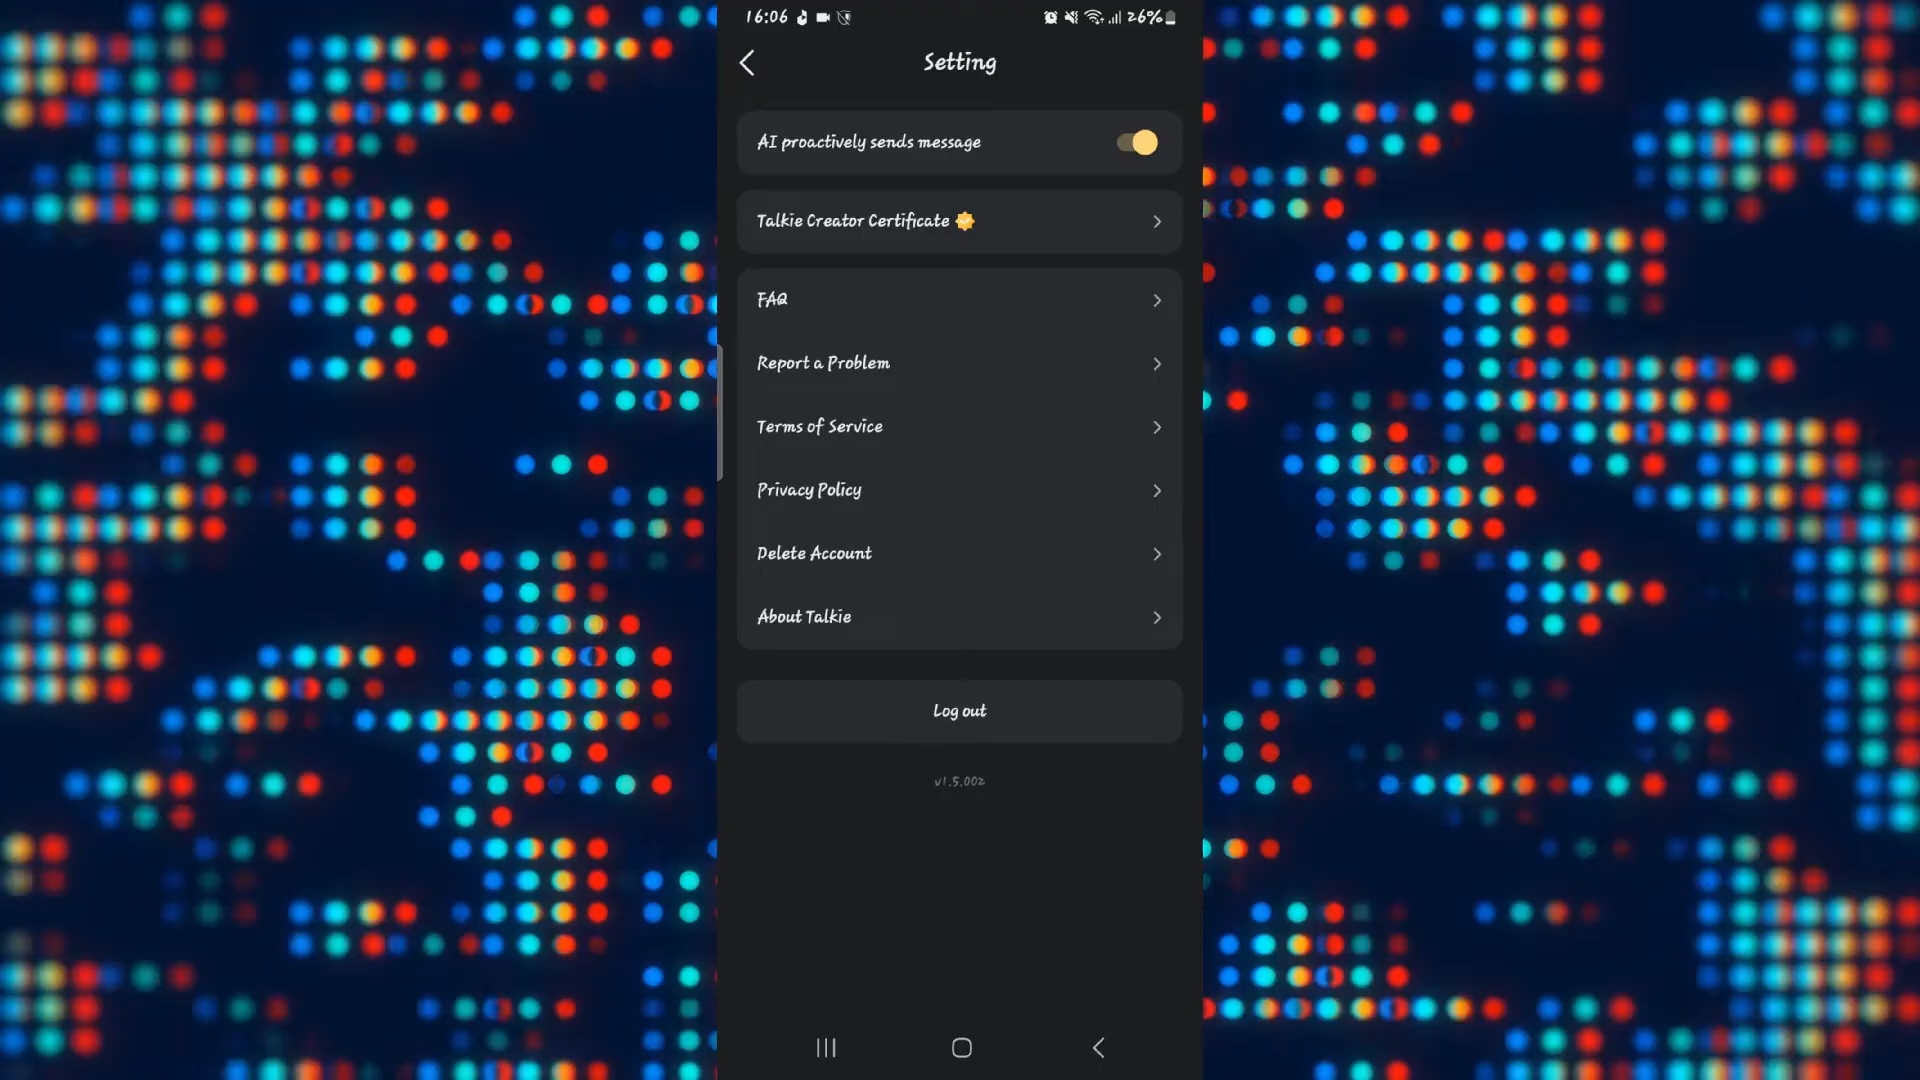 16:06
26%
Setting
AI proactively sends message
Talkie Creator Certificate
FAQ
Report a Problem
Terms of Service
Privacy Policy
Delete Account
About Talkie
Log out
v1.5.002